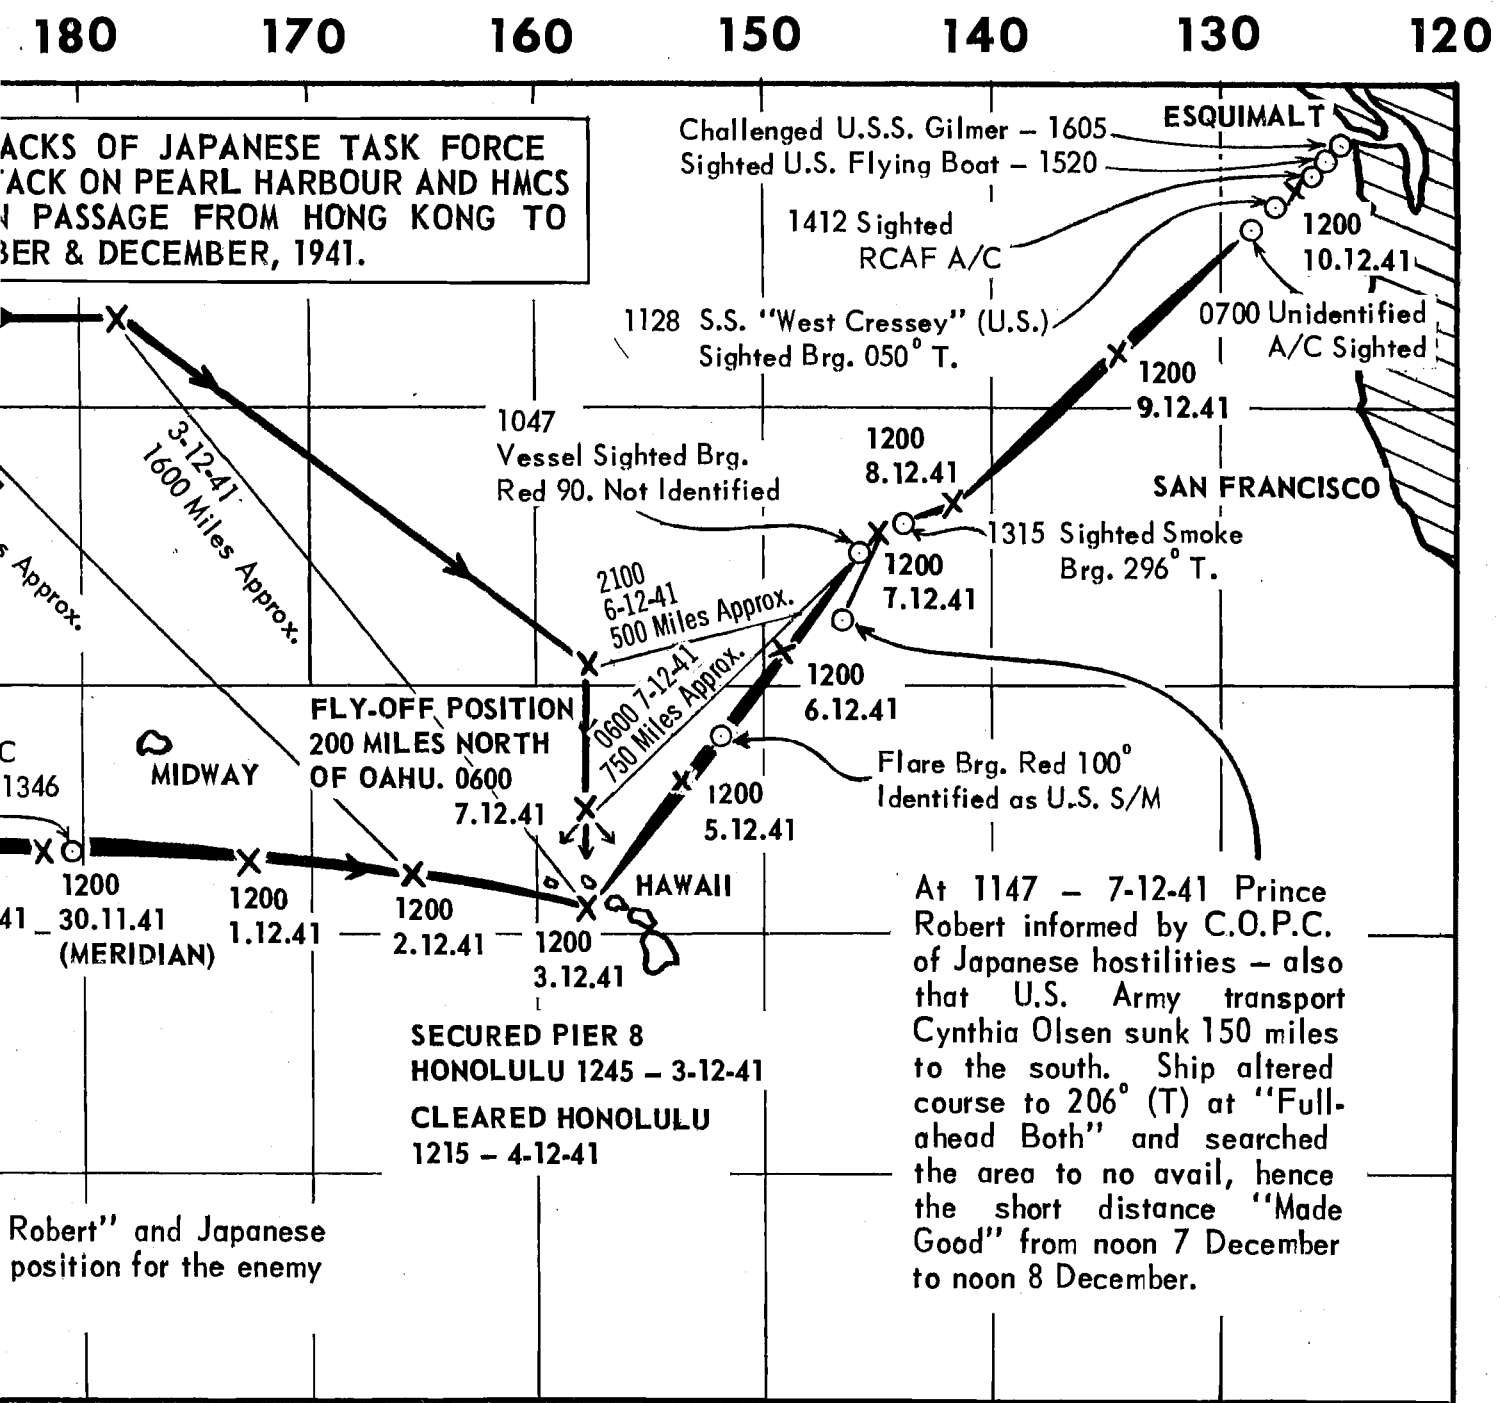 180 170 160 150 140 130 120
ACKS OF JAPANESE TASK FORCE
TACK ON PEARL HARBOUR AND HMCS
N PASSAGE FROM HONG KONG TO
BER & DECEMBER, 1941.
Challenged U.S.S. Gilmer – 1605
Sighted U.S. Flying Boat – 1520
ESQUIMALT
1412 Sighted
RCAF A/C
1200
10.12.41
1128 S.S. "West Cressey" (U.S.)
Sighted Brg. 050° T.
0700 Unidentified
A/C Sighted
1200
9.12.41
1047
Vessel Sighted Brg.
Red 90. Not Identified
1200
8.12.41
SAN FRANCISCO
1315 Sighted Smoke
Brg. 296° T.
1200
7.12.41
3-12-41
1600 Miles Approx.
s Approx.
2100
6-12-41
500 Miles Approx.
0600 7-12-41
750 Miles Approx.
1200
6.12.41
FLY-OFF POSITION
200 MILES NORTH
OF OAHU. 0600
7.12.41
MIDWAY
C
1346
Flare Brg. Red 100°
Identified as U.S. S/M
1200
5.12.41
HAWAII
41
1200
30.11.41
(MERIDIAN)
1200
1.12.41
1200
2.12.41
1200
3.12.41
SECURED PIER 8
HONOLULU 1245 – 3-12-41
CLEARED HONOLULU
1215 – 4-12-41
At 1147 – 7-12-41 Prince
Robert informed by C.O.P.C.
of Japanese hostilities – also
that U.S. Army transport
Cynthia Olsen sunk 150 miles
to the south. Ship altered
course to 206° (T) at "Full-
ahead Both" and searched
the area to no avail, hence
the short distance "Made
Good" from noon 7 December
to noon 8 December.
Robert" and Japanese
position for the enemy